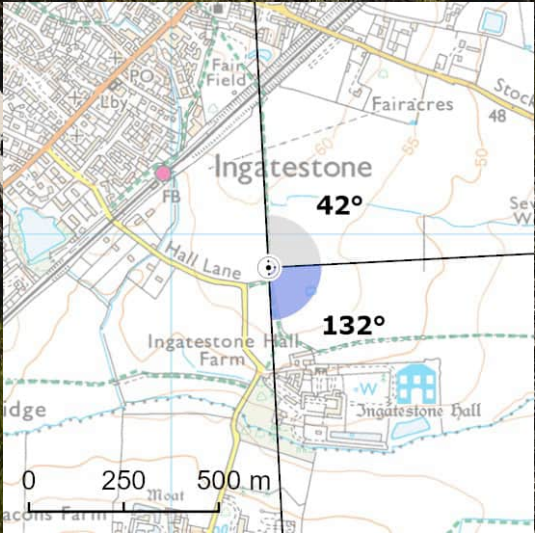 PO
Lby
Fair
Field
Fairacres
Stock
48
60
55
50
Ingatestone
FB
42°
Hall Lane
132°
Ingatestone Hall
Farm
W
Ingatestone Hall
idge
0 250 500 m
Moat
acons Farm